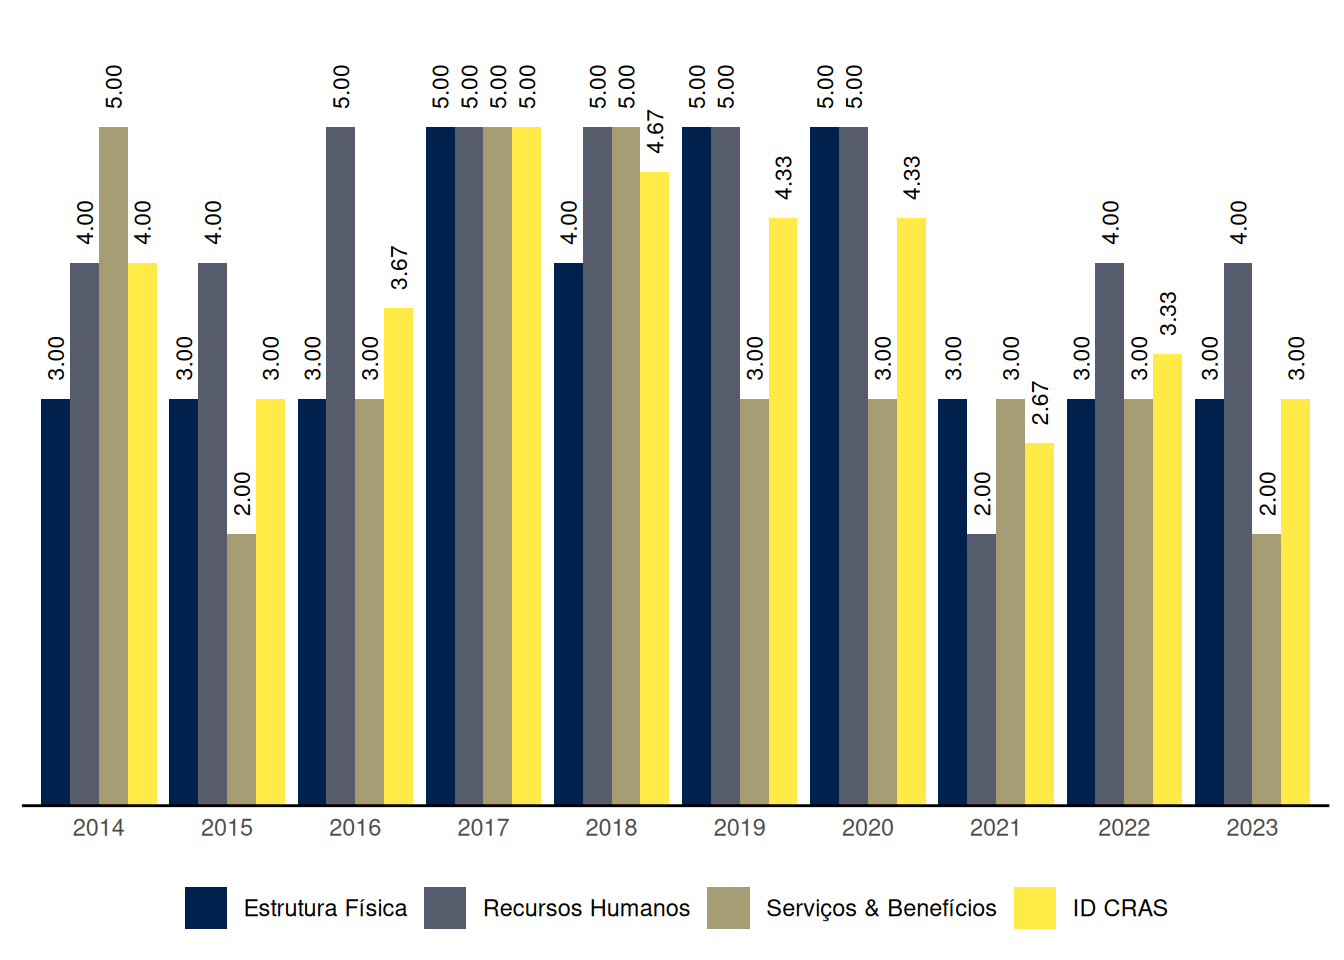 3.00 4.00 5.00 4.00
3.00 4.00 2.00 3.00
3.00 5.00 3.00 3.67
5.00 5.00 5.00 5.00
4.00 5.00 5.00 4.67
5.00 5.00 3.00 4.33
5.00 5.00 3.00 4.33
3.00 2.00 3.00 2.67
3.00 4.00 3.00 3.33
3.00 4.00 2.00 3.00
2014 2015 2016 2017 2018 2019 2020 2021 2022 2023
Estrutura Física Recursos Humanos Serviços & Benefícios ID CRAS